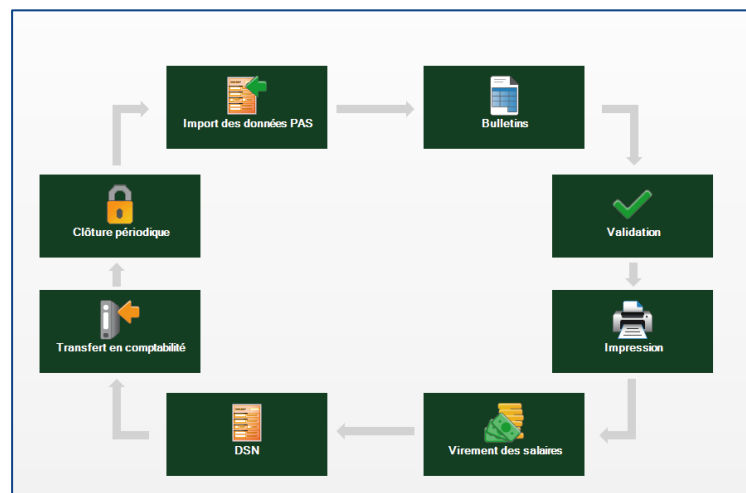 Import des données PAS
Bulletins
Clôture périodique
Validation
Transfert en comptabilité
Impression
DSN
Virement des salaires